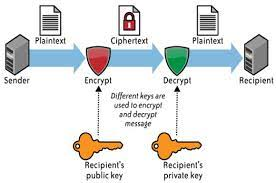 Plaintext
Ciphertext
Plaintext
Sender
Encrypt
Decrypt
Recipient
Different keys are
used to encrypt
and decrypt
message
Recipient's
public key
Recipient's
private key